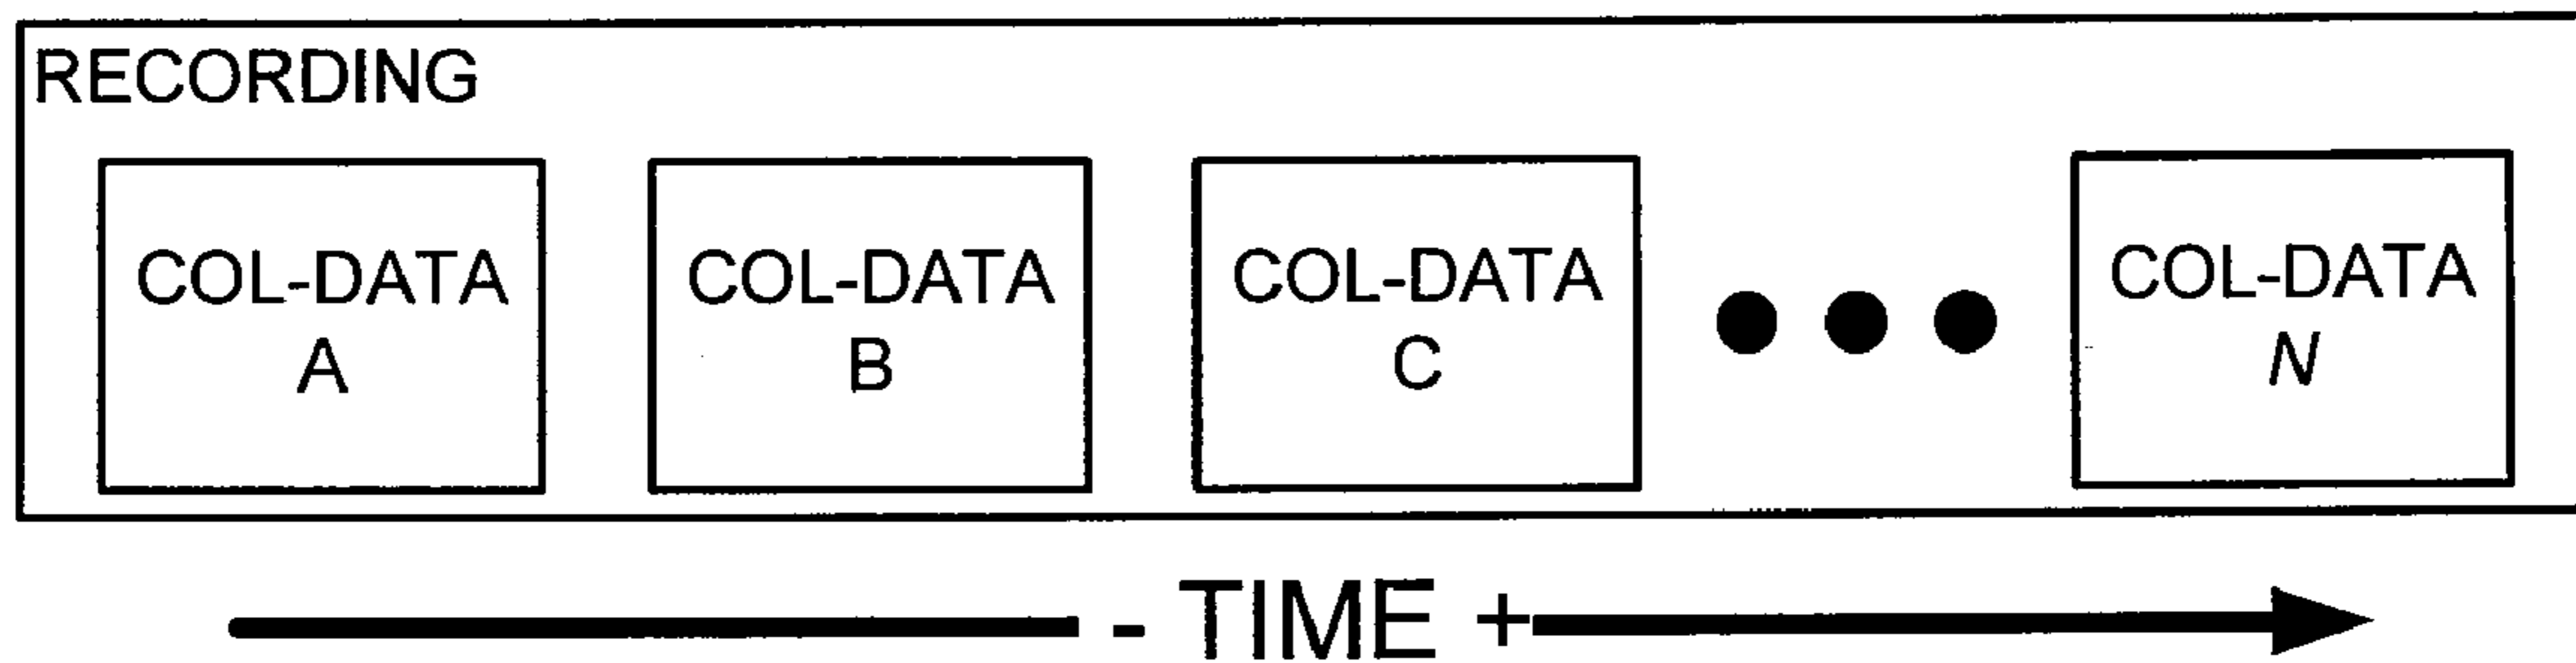 RECORDING
COL-DATA
A
COL-DATA
B
COL-DATA
C
COL-DATA
N
- TIME +